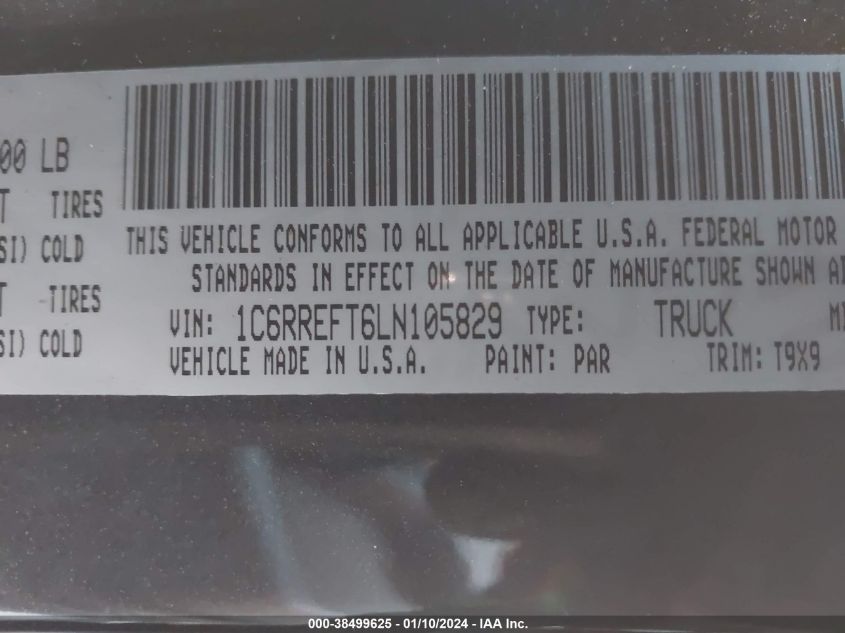 00 LB
T TIRES
SI) COLD
T -TIRES
SI) COLD
THIS VEHICLE CONFORMS TO ALL APPLICABLE U.S.A. FEDERAL MOTOR
STANDARDS IN EFFECT ON THE DATE OF MANUFACTURE SHOWN
VIN: 1C6RREFT6LN105829 TYPE: TRUCK
VEHICLE MADE IN U.S.A. PAINT: PAR TRIM: T9X9
000-38499625 - 01/10/2024 - IAA Inc.